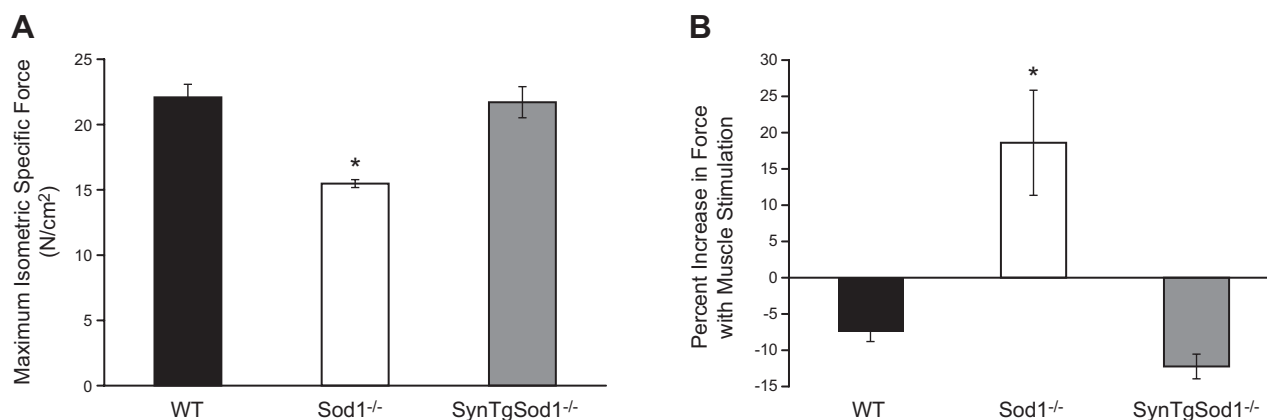 A
Maximum Isometric Specific Force
(N/cm²)
25
20
15
10
5
0
*
WT
Sod1⁻/⁻
SynTgSod1⁻/⁻
B
Percent Increase in Force
with Muscle Stimulation
30
25
20
15
10
5
0
-5
-10
-15
*
WT
Sod1⁻/⁻
SynTgSod1⁻/⁻